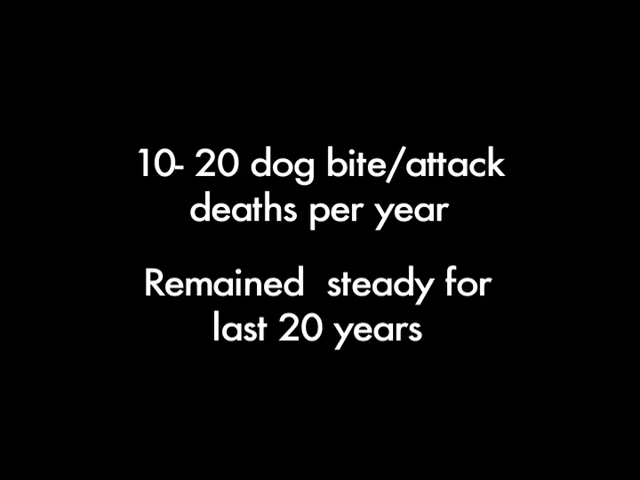 10- 20 dog bite/attack
deaths per year
Remained  steady for
last 20 years